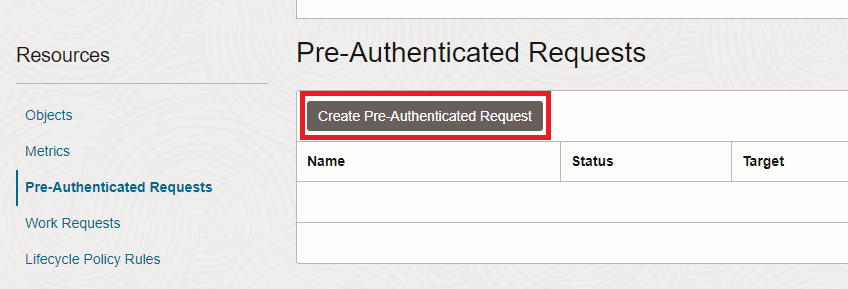 Resources
Objects
Metrics
Pre-Authenticated Requests
Work Requests
Lifecycle Policy Rules
Pre-Authenticated Requests
Create Pre-Authenticated Request
Name Status Target